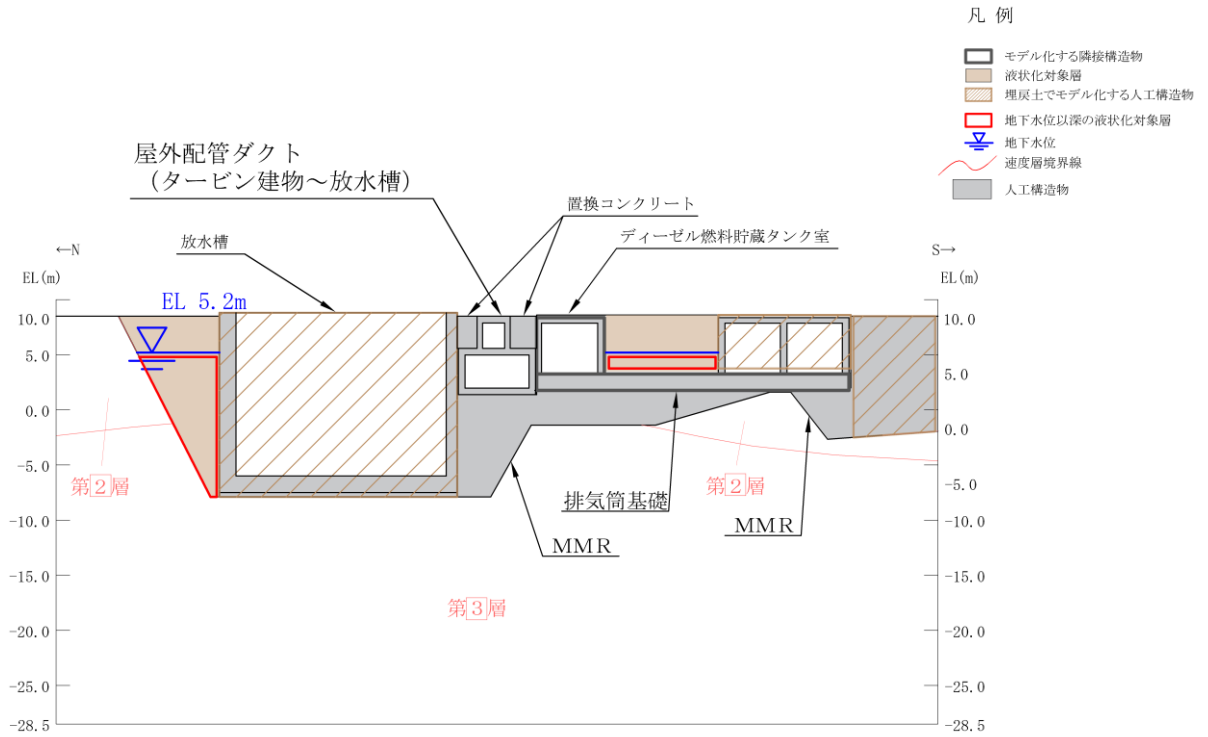 凡 例
モデル化する隣接構造物
液状化対象層
埋戻土でモデル化する人工構造物
地下水位以深の液状化対象層
地下水位
速度層境界線
人工構造物
屋外配管ダクト
（タービン建物～放水槽）
置換コンクリート
ディーゼル燃料貯蔵タンク室
放水槽
←N
S→
EL(m)
EL(m)
EL 5.2m
10.0
5.0
0.0
-5.0
-10.0
-15.0
-20.0
-25.0
-28.5
10.0
5.0
0.0
-5.0
-10.0
-15.0
-20.0
-25.0
-28.5
第2層
第2層
排気筒基礎
MMR
MMR
第3層